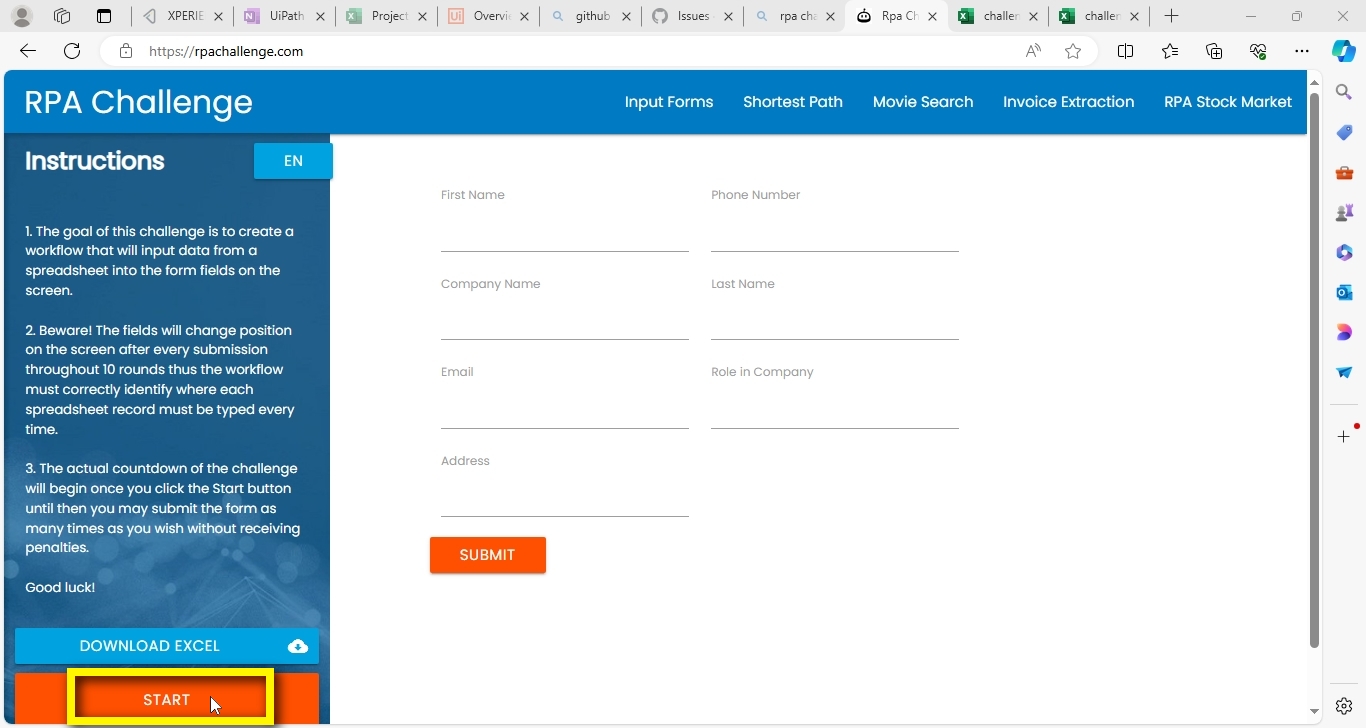 XPERIE
UiPath
Project
Overvi
github
Issues
rpa cha
Rpa Ch
challen
challen
https://rpachallenge.com
RPA Challenge
Input Forms
Shortest Path
Movie Search
Invoice Extraction
RPA Stock Market
Instructions
EN
1. The goal of this challenge is to create a
workflow that will input data from a
spreadsheet into the form fields on the
screen.
2. Beware! The fields will change position
on the screen after every submission
throughout 10 rounds thus the workflow
must correctly identify where each
spreadsheet record must be typed every
time.
3. The actual countdown of the challenge
will begin once you click the Start button
until then you may submit the form as
many times as you wish without receiving
penalties.
Good luck!
DOWNLOAD EXCEL
START
First Name
Phone Number
Company Name
Last Name
Email
Role in Company
Address
SUBMIT